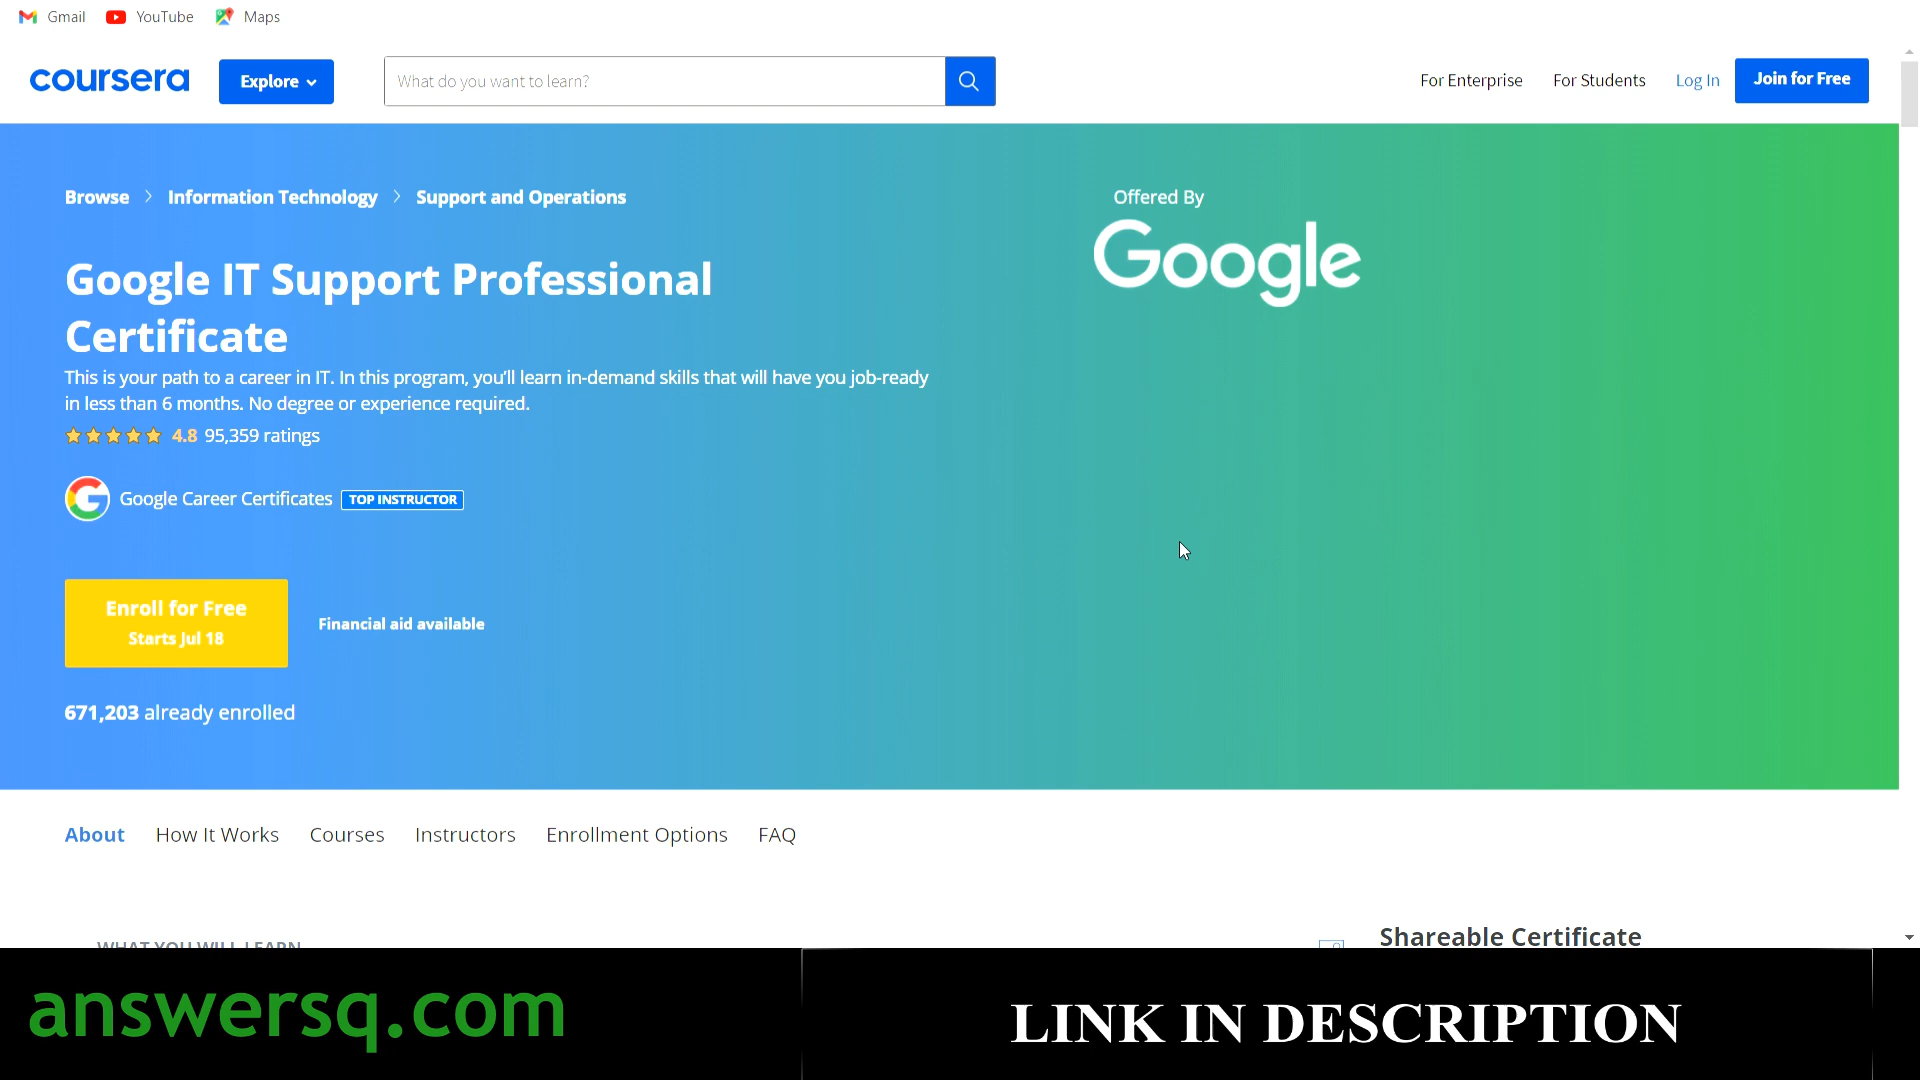 Gmail YouTube Maps
coursera Explore What do you want to learn? For Enterprise For Students Log In Join for Free
Browse > Information Technology > Support and Operations
Offered By
Google
Google IT Support Professional
Certificate
This is your path to a career in IT. In this program, you'll learn in-demand skills that will have you job-ready
in less than 6 months. No degree or experience required.
4.8 95,359 ratings
Google Career Certificates TOP INSTRUCTOR
Enroll for Free
Starts Jul 18
Financial aid available
671,203 already enrolled
About How It Works Courses Instructors Enrollment Options FAQ
WHAT YOU WILL LEARN
Shareable Certificate
answersq.com
LINK IN DESCRIPTION